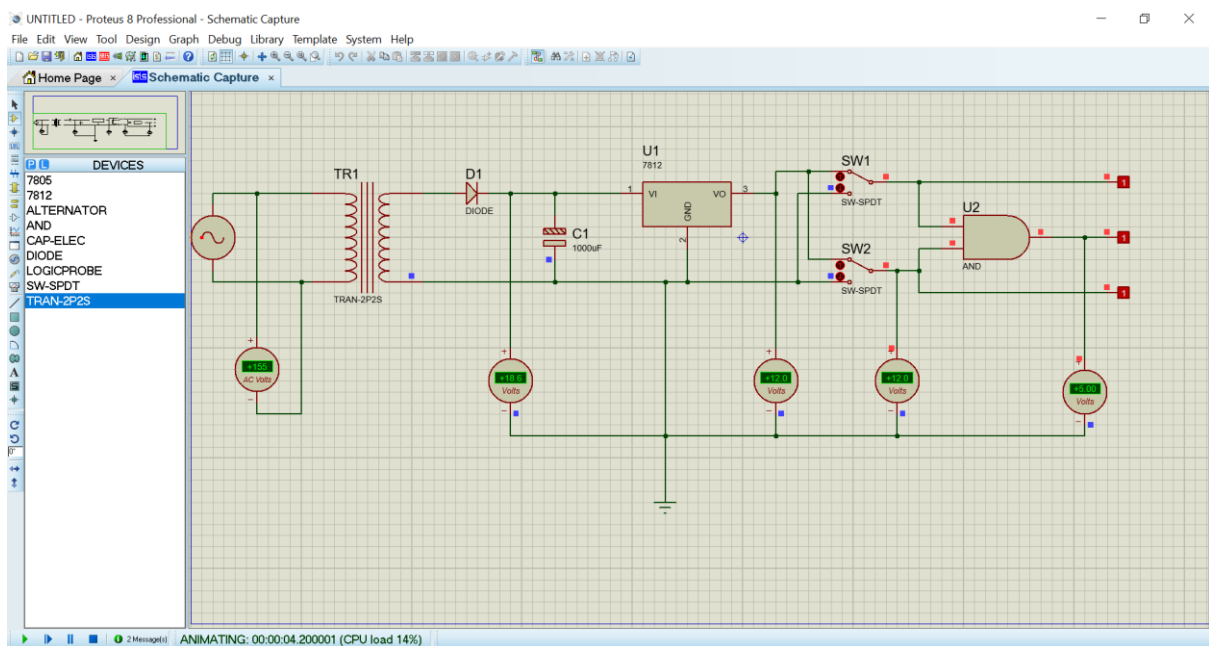 UNTITLED - Proteus 8 Professional - Schematic Capture
File Edit View Tool Design Graph Debug Library Template System Help
Home Page × Schematic Capture ×
P L DEVICES
7805
7812
ALTERNATOR
AND
CAP-ELEC
DIODE
LOGICPROBE
SW-SPDT
TRAN-2P2S
TR1
TRAN-2P2S
D1
DIODE
C1
1000uF
U1
7812
1 VI VO 3
GND
2
SW1
SW-SPDT
SW2
SW-SPDT
U2
AND
1
1
1
+155
AC Volts
+18.6
Volts
+12.0
Volts
+12.0
Volts
+5.00
Volts
2 Message(s) ANIMATING: 00:00:04.200001 (CPU load 14%)